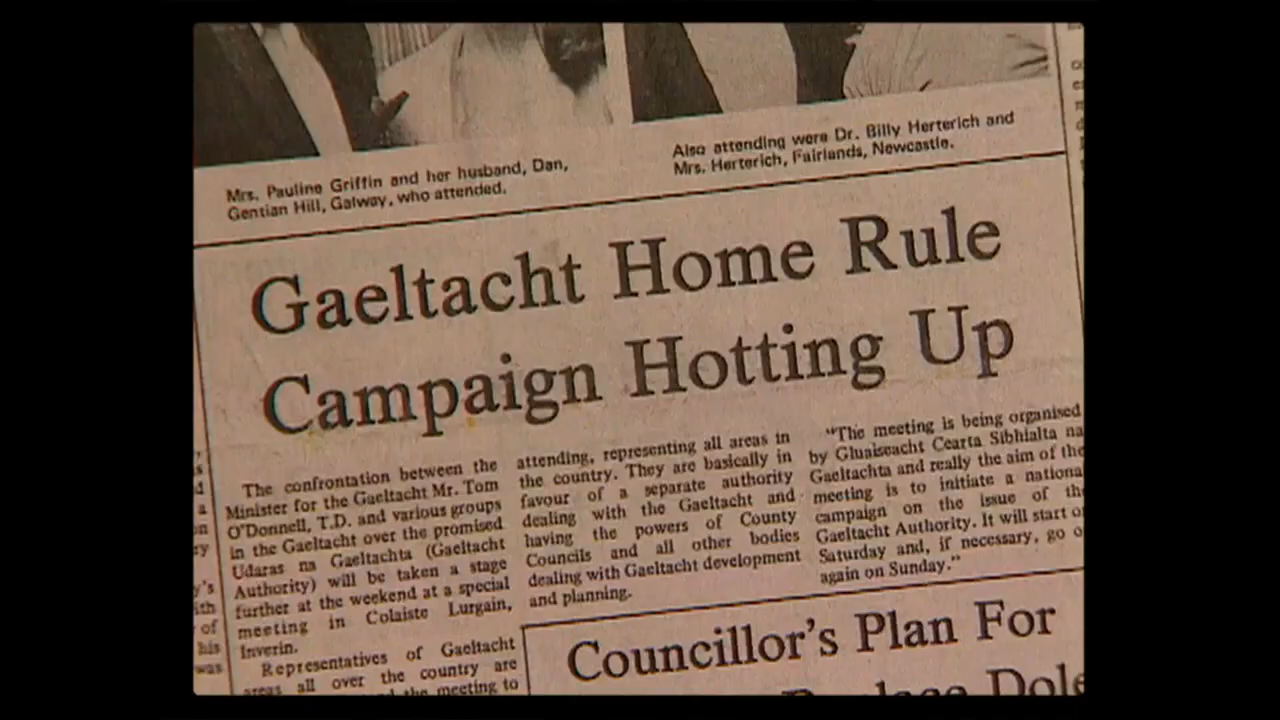 Mrs. Pauline Griffin and her husband, Dan,
Gentian Hill, Galway, who attended.
Also attending were Dr. Billy Herterich and
Mrs. Herterich, Fairlands, Newcastle.
Gaeltacht Home Rule
Campaign Hotting Up
The confrontation between the
Minister for the Gaeltacht Mr. Tom
O'Donnell, T.D. and various groups
in the Gaeltacht over the promised
Udaras na Gaeltachta (Gaeltacht
Authority) will be taken a stage
further at the weekend at a special
meeting in Colaiste Lurgain,
Inverin.
Representatives of Gaeltacht
areas all over the country are
the meeting to
attending, representing all areas in
the country. They are basically in
favour of a separate authority
dealing with the Gaeltacht and
having the powers of County
Councils and all other bodies
dealing with Gaeltacht development
and planning.
"The meeting is being organised
by Gluaiseacht Cearta Sibhialta na
Gaeltachta and really the aim of the
meeting is to initiate a nationa
campaign on the issue of th
Gaeltacht Authority. It will start o
Saturday and, if necessary, go o
again on Sunday."
Councillor's Plan For
Dole